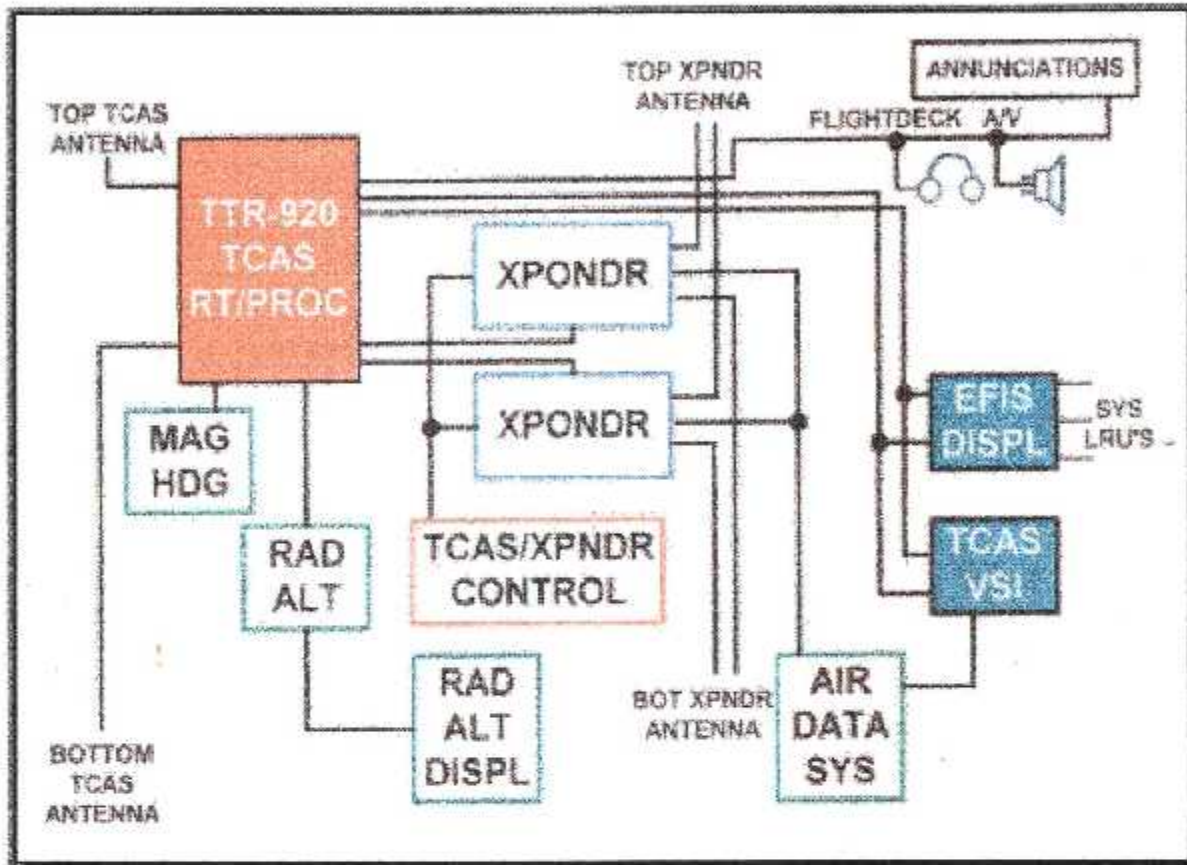 TOP TCAS
ANTENNA
TOP XPNDR
ANTENNA
ANNUNCIATIONS
FLIGHTDECK A/V
TTR-920
TCAS
RT/PROC
XPONDR
XPONDR
MAG
HDG
RAD
ALT
TCAS/XPNDR
CONTROL
EFIS
DISPL
SYS
LRU'S
TCAS
VSI
RAD
ALT
DISPL
BOT XPNDR
ANTENNA
AIR
DATA
SYS
BOTTOM
TCAS
ANTENNA